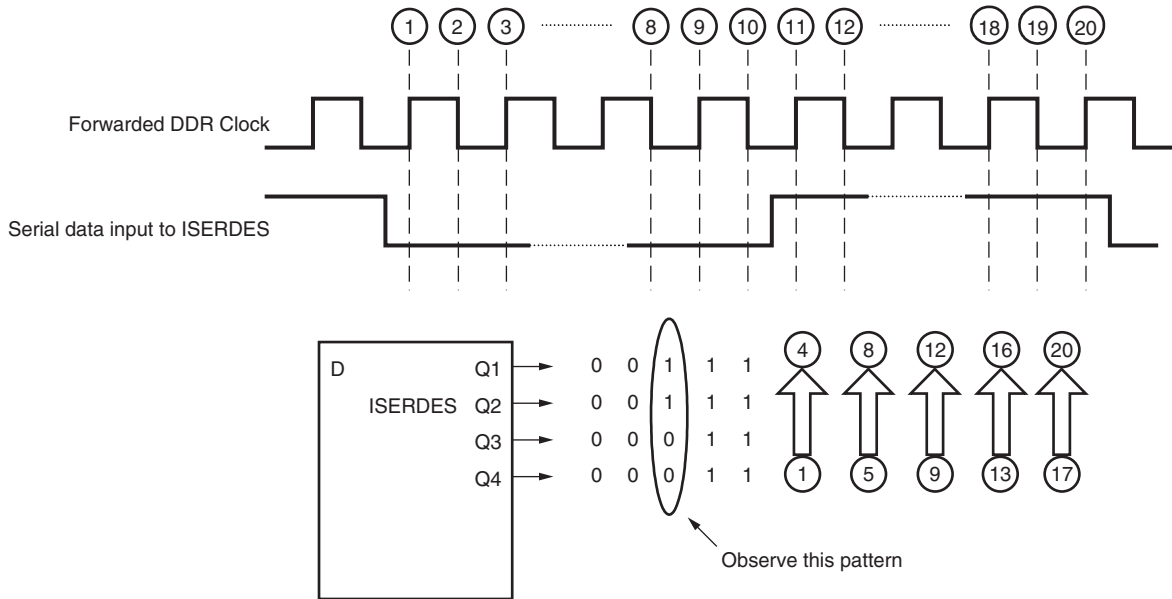 1 2 3 8 9 10 11 12 18 19 20
Forwarded DDR Clock
Serial data input to ISERDES
D Q1 0 0 1 1 1 4 8 12 16 20
ISERDES Q2 0 0 1 1 1
Q3 0 0 0 1 1
Q4 0 0 0 1 1 1 5 9 13 17
Observe this pattern